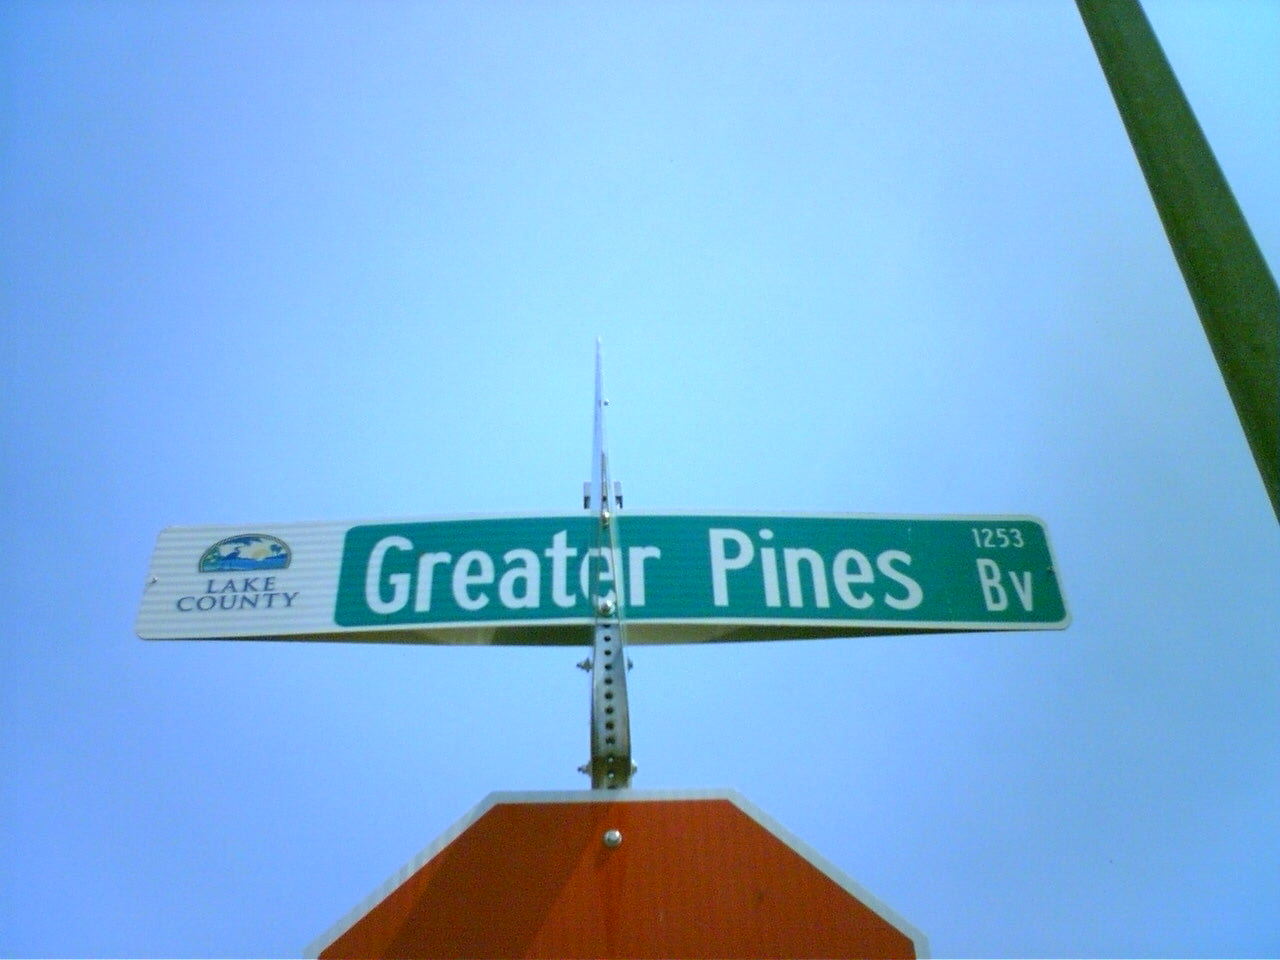 LAKE
COUNTY
Greater Pines
1253
Bv